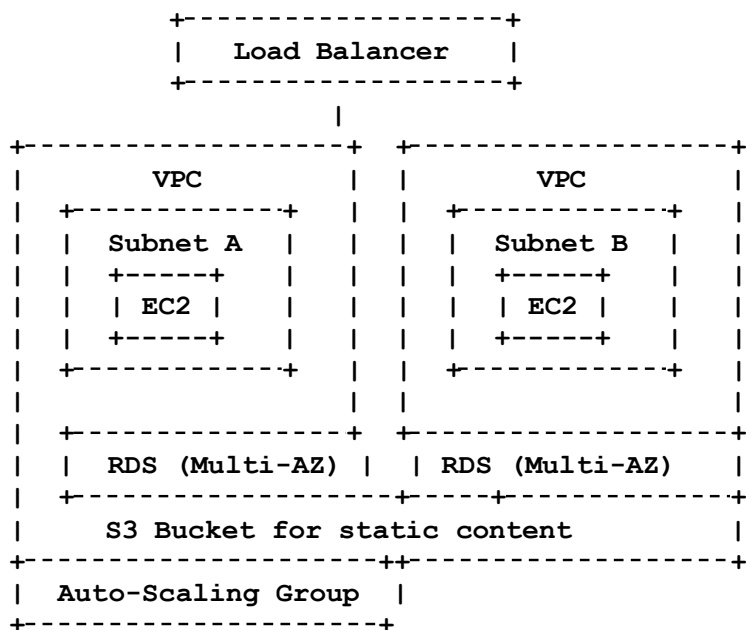 Load Balancer
VPC VPC
Subnet A Subnet B
EC2 EC2
RDS (Multi-AZ) RDS (Multi-AZ)
S3 Bucket for static content
Auto-Scaling Group